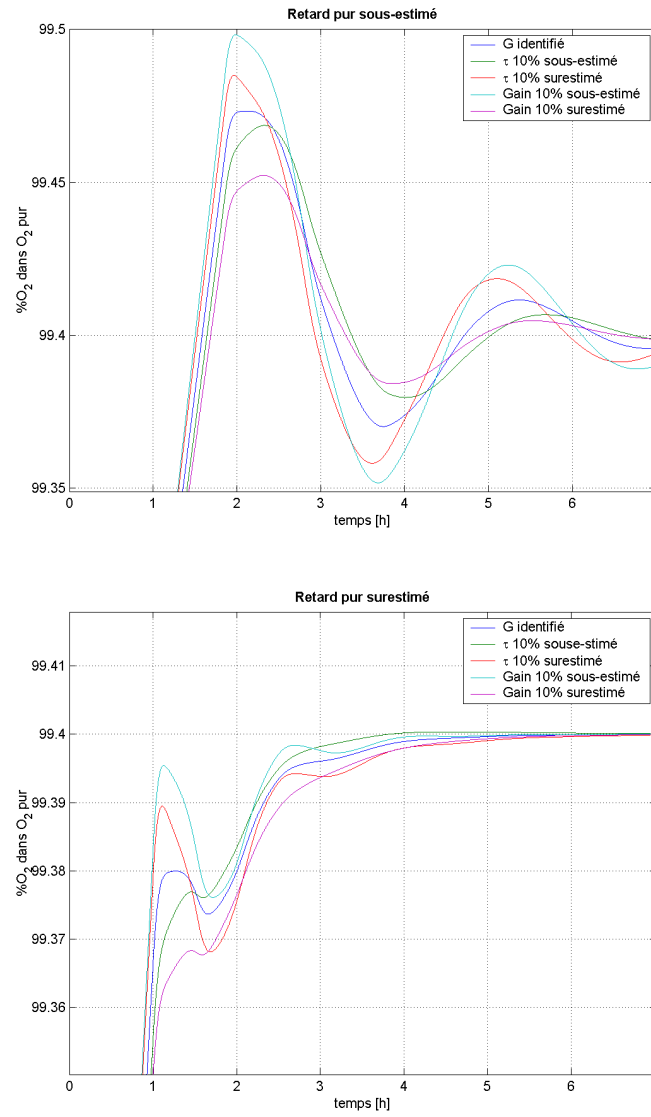 Retard pur sous-estimé
G identifié
τ 10% sous-estimé
τ 10% surestimé
Gain 10% sous-estimé
Gain 10% surestimé
99.5
99.45
99.4
99.35
%O2 dans O2 pur
0 1 2 3 4 5 6
temps [h]
Retard pur surestimé
G identifié
τ 10% souse-stimé
τ 10% surestimé
Gain 10% sous-estimé
Gain 10% surestimé
99.41
99.4
99.39
99.38
99.37
99.36
%O2 dans O2 pur
0 1 2 3 4 5 6
temps [h]